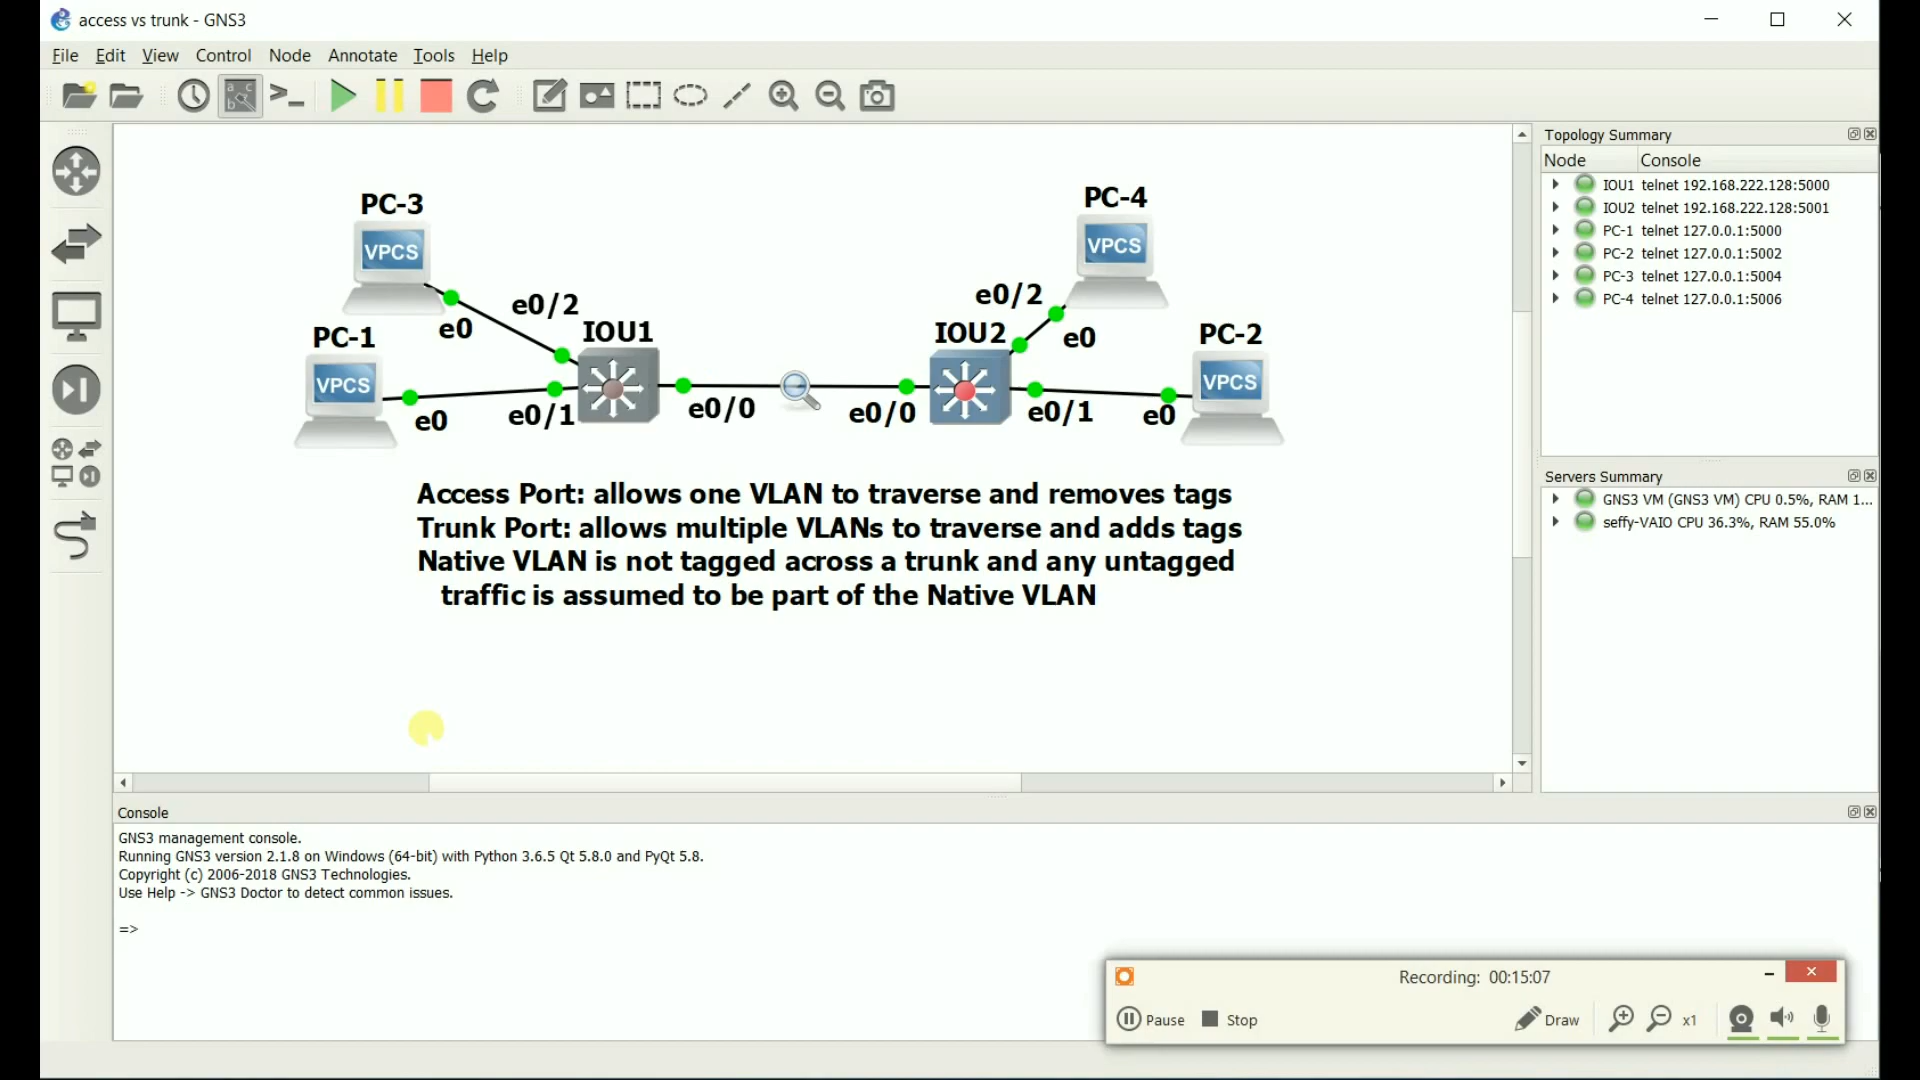 access vs trunk - GNS3
File Edit View Control Node Annotate Tools Help
Topology Summary
Node Console
IOU1 telnet 192.168.222.128:5000
IOU2 telnet 192.168.222.128:5001
PC-1 telnet 127.0.0.1:5000
PC-2 telnet 127.0.0.1:5002
PC-3 telnet 127.0.0.1:5004
PC-4 telnet 127.0.0.1:5006
PC-3
VPCS
e0
e0/2
PC-1
VPCS
e0
e0/1
IOU1
e0/0
e0/0
IOU2
e0/2
e0
PC-4
VPCS
e0/1
e0
PC-2
VPCS
Access Port: allows one VLAN to traverse and removes tags
Trunk Port: allows multiple VLANs to traverse and adds tags
Native VLAN is not tagged across a trunk and any untagged
traffic is assumed to be part of the Native VLAN
Servers Summary
GNS3 VM (GNS3 VM) CPU 0.5%, RAM 1...
seffy-VAIO CPU 36.3%, RAM 55.0%
Console
GNS3 management console.
Running GNS3 version 2.1.8 on Windows (64-bit) with Python 3.6.5 Qt 5.8.0 and PyQt 5.8.
Copyright (c) 2006-2018 GNS3 Technologies.
Use Help -> GNS3 Doctor to detect common issues.
=>
Recording: 00:15:07
Pause Stop Draw x1